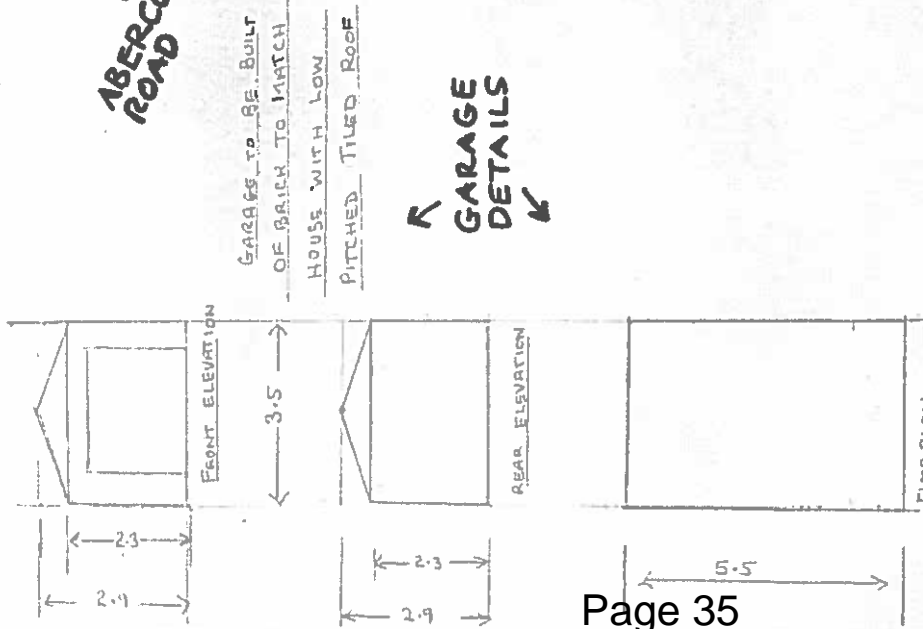 ROAD
GARAGE TO BE BUILT
OF BRICK TO MATCH
HOUSE WITH LOW
PITCHED TILED ROOF
GARAGE
DETAILS
FRONT ELEVATION
3.5
2.3
2.9
REAR ELEVATION
2.3
2.9
5.5
Page 35